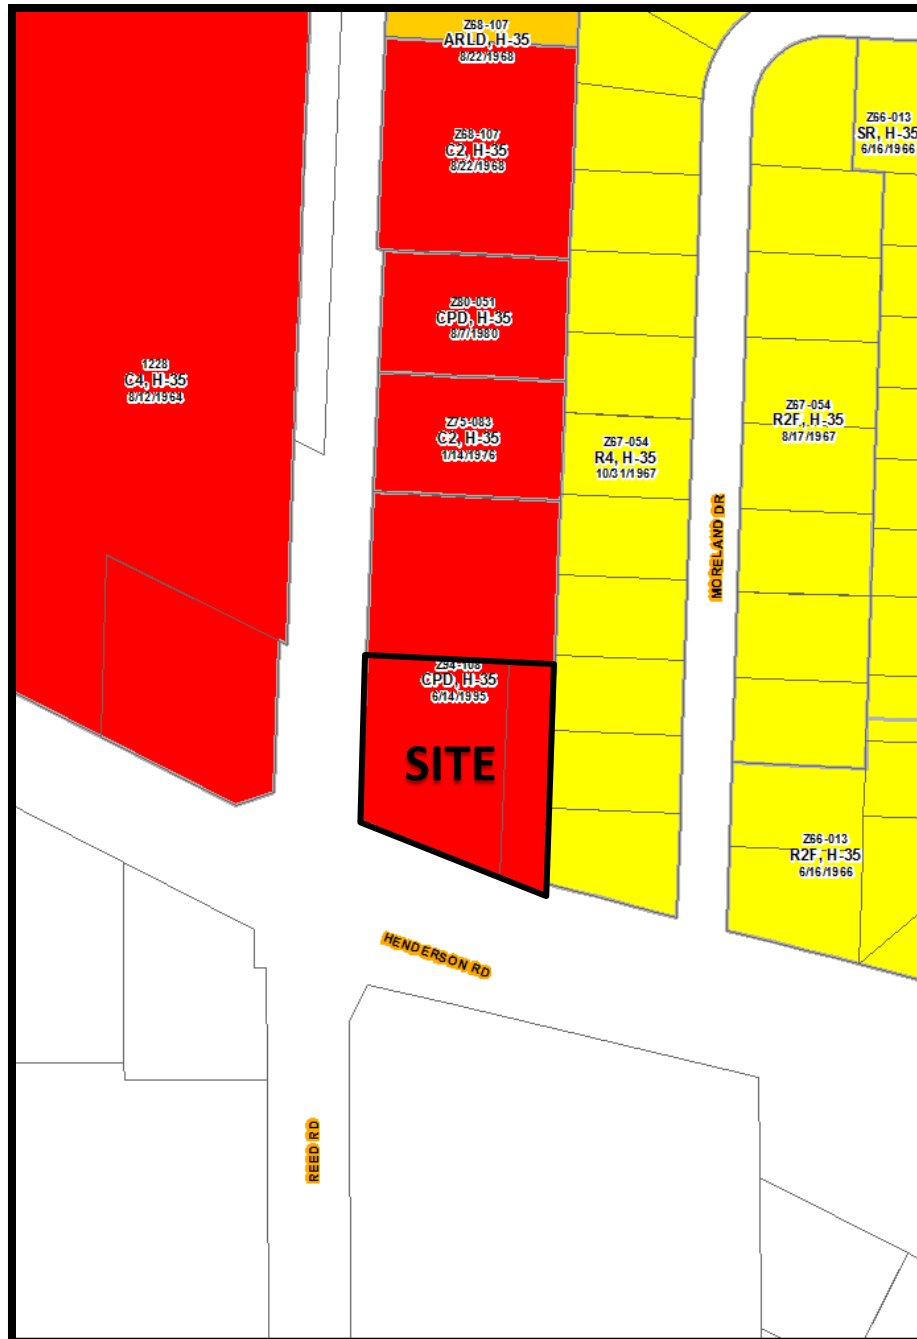 Z68-107
ARLD, H-35
8/22/1968
Z68-107
C2, H-35
8/22/1968
Z66-013
SR, H-35
6/16/1966
Z80-051
CPD, H-35
8/7/1980
1228
C4, H-35
8/12/1964
Z75-083
C2, H-35
1/14/1976
Z67-054
R4, H-35
10/31/1967
Z67-054
R2F, H-35
8/17/1967
MORELAND DR
Z94-108
CPD, H-35
6/14/1995
SITE
Z66-013
R2F, H-35
6/16/1966
HENDERSON RD
REED RD